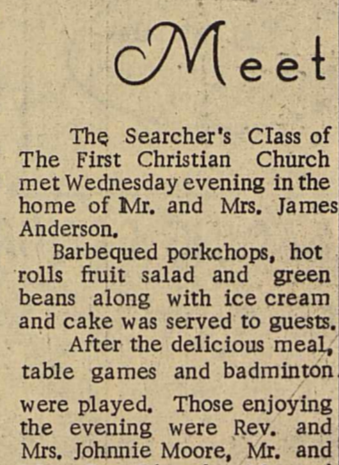 Meet
The Searcher's Class of
The First Christian Church
met Wednesday evening in the
home of Mr. and Mrs. James
Anderson.
Barbequed porkchops, hot
rolls fruit salad and green
beans along with ice cream
and cake was served to guests.
After the delicious meal,
table games and badminton
were played. Those enjoying
the evening were Rev. and
Mrs. Johnnie Moore, Mr. and